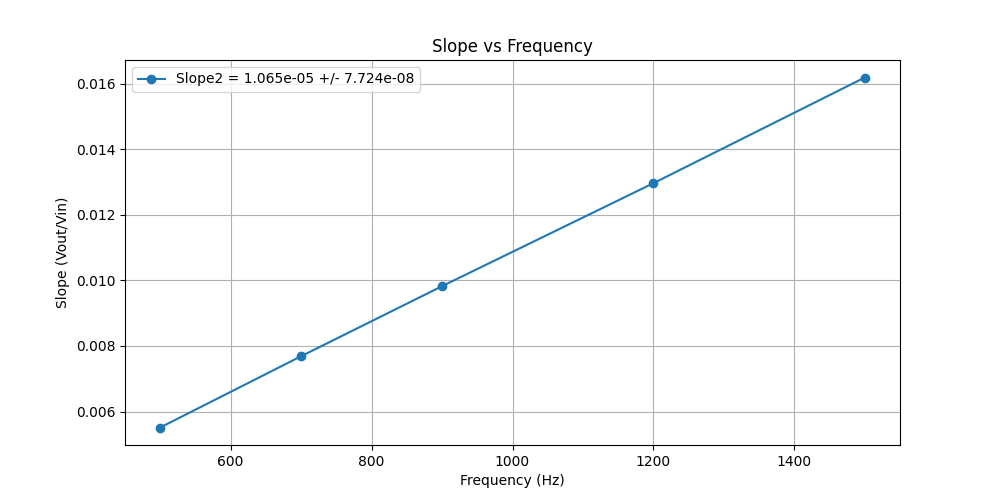 Slope vs Frequency
Slope2 = 1.065e-05 +/- 7.724e-08
Slope (Vout/Vin)
0.016
0.014
0.012
0.010
0.008
0.006
600 800 1000 1200 1400
Frequency (Hz)